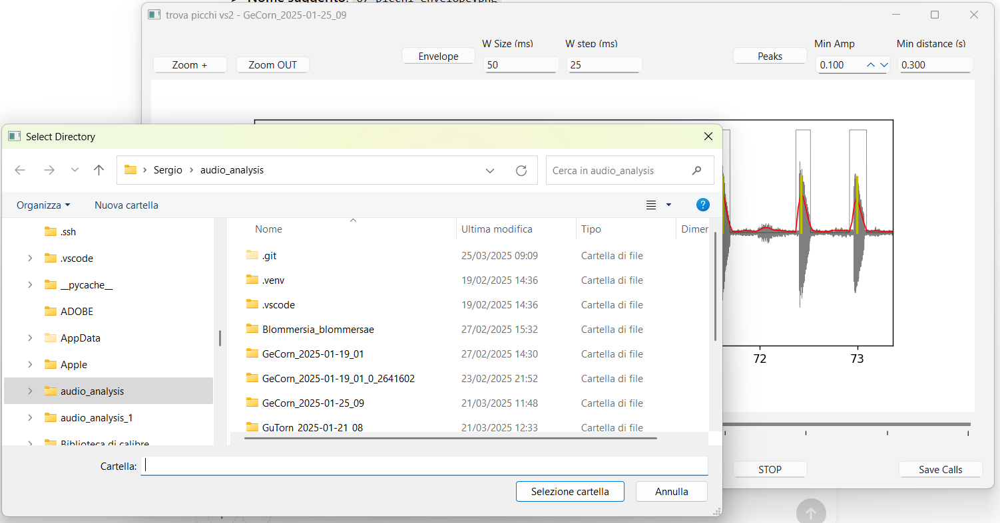 trova picchi vs2 - GeCorn_2025-01-25_09
W Size (ms)
W step (ms)
Min Amp
Min distance (s)
Zoom +
Zoom OUT
Envelope
50
25
Peaks
0.100
0.300
Select Directory
Sergio
audio_analysis
Cerca in audio_analysis
Organizza
Nuova cartella
?
.ssh
.vscode
__pycache__
ADOBE
AppData
Apple
audio_analysis
audio_analysis_1
Biblioteca di calibre
Nome
Ultima modifica
Tipo
Dimer
.git
25/03/2025 09:09
Cartella di file
.venv
19/02/2025 14:36
Cartella di file
.vscode
19/02/2025 14:36
Cartella di file
Blommersia_blommersae
27/02/2025 15:32
Cartella di file
GeCorn_2025-01-19_01
27/02/2025 14:30
Cartella di file
GeCorn_2025-01-19_01_0_2641602
23/02/2025 21:52
Cartella di file
GeCorn_2025-01-25_09
21/03/2025 11:48
Cartella di file
GuTorn_2025-01-21_08
21/03/2025 12:33
Cartella di file
Cartella:
Selezione cartella
Annulla
72
73
STOP
Save Calls